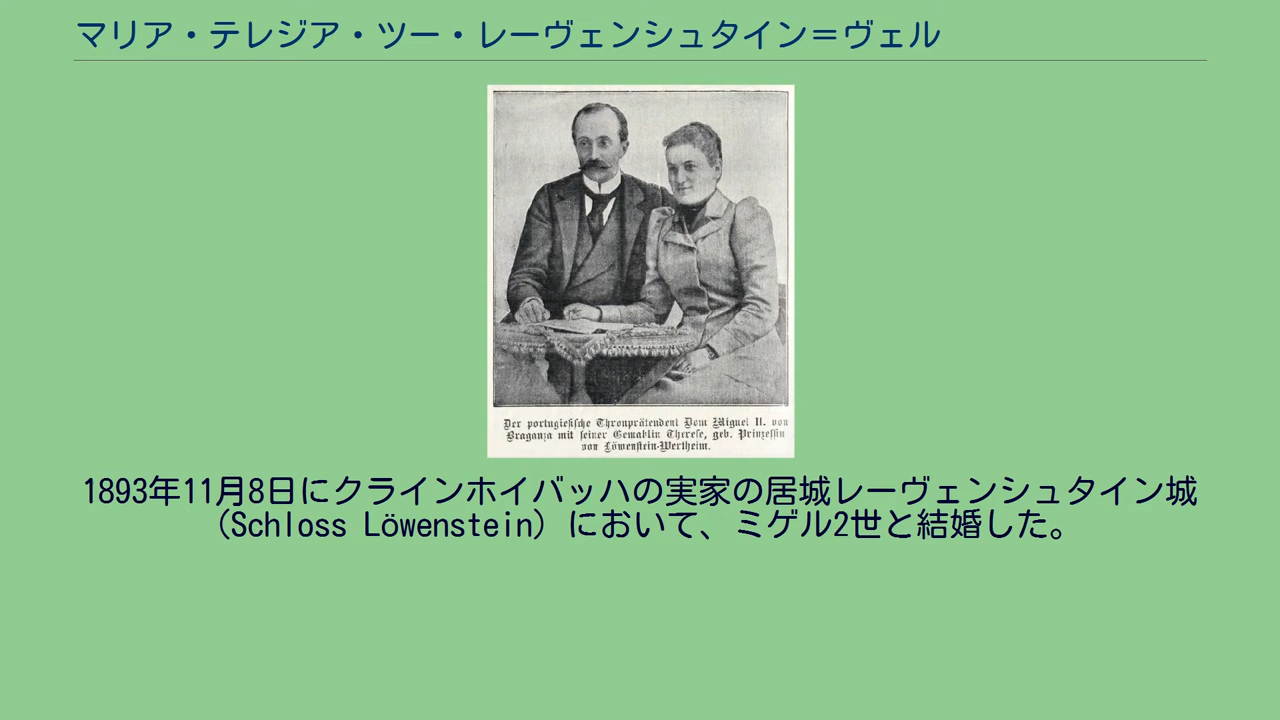 マリア・テレジア・ツー・レーヴェンシュタイン＝ヴェル
Der portugiesische Thronprätendent Dom Miguel II. von
Braganza mit seiner Gemahlin Therese, geb. Prinzessin
von Löwenstein-Wertheim.
1893年11月8日にクラインホイバッハの実家の居城レーヴェンシュタイン城
（Schloss Löwenstein）において、ミゲル2世と結婚した。